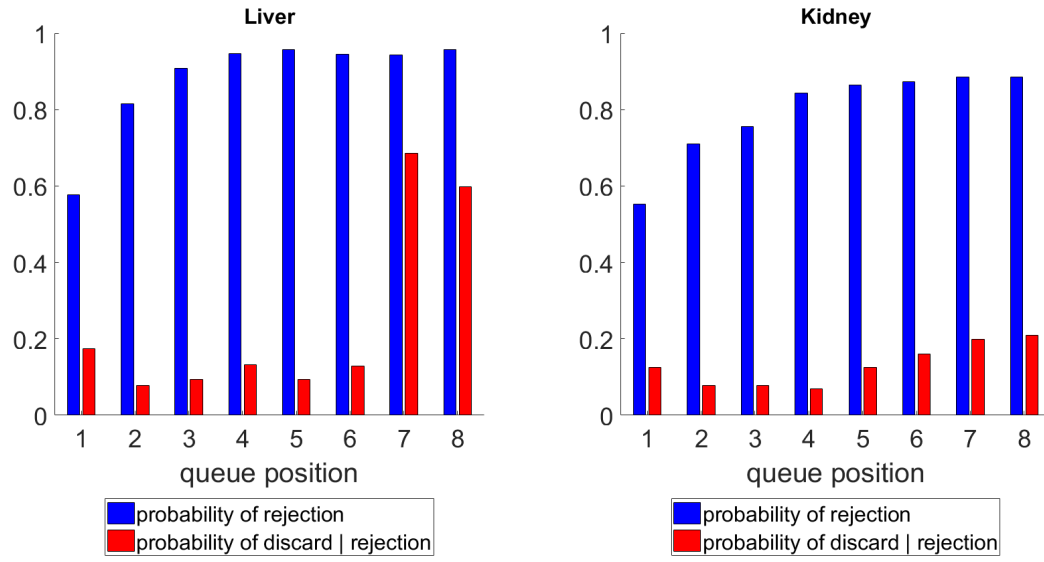 Liver
1
0.8
0.6
0.4
0.2
0
1 2 3 4 5 6 7 8
queue position
probability of rejection
probability of discard | rejection
Kidney
1
0.8
0.6
0.4
0.2
0
1 2 3 4 5 6 7 8
queue position
probability of rejection
probability of discard | rejection